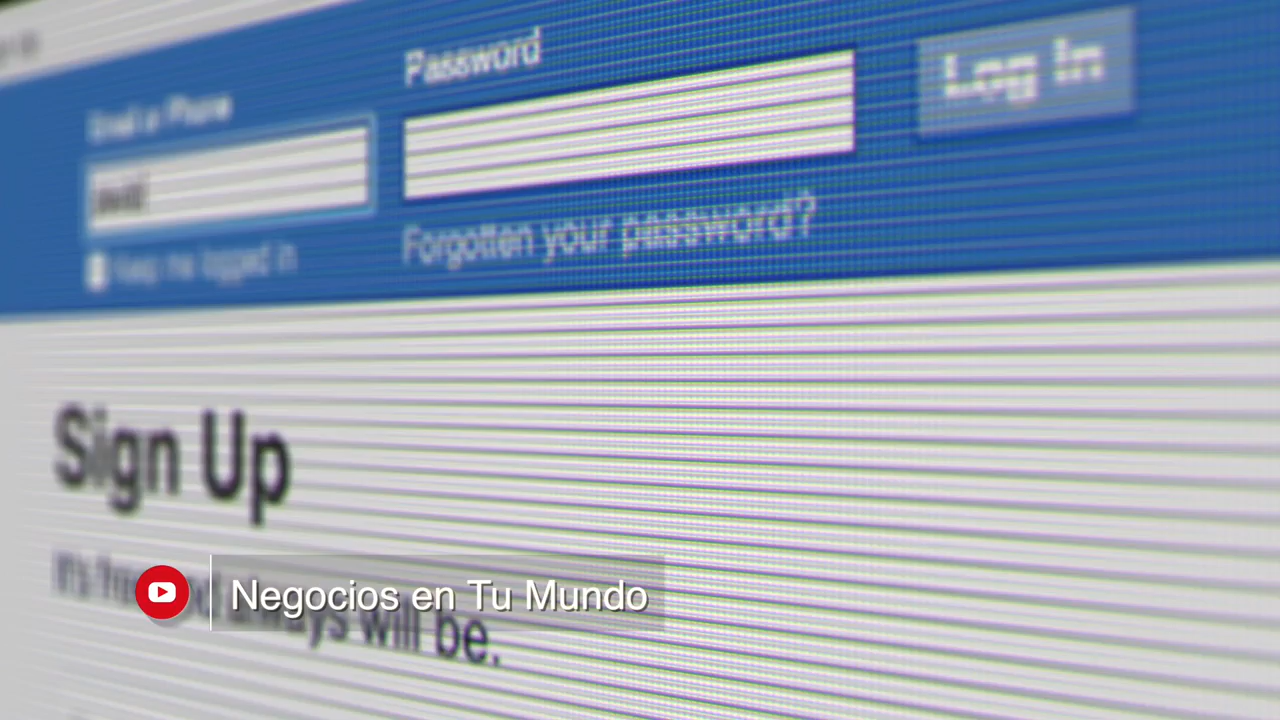 Email or Phone
Password
Log In
Keep me logged in
Forgotten your password?
Sign Up
It's free and always will be.
Negocios en Tu Mundo